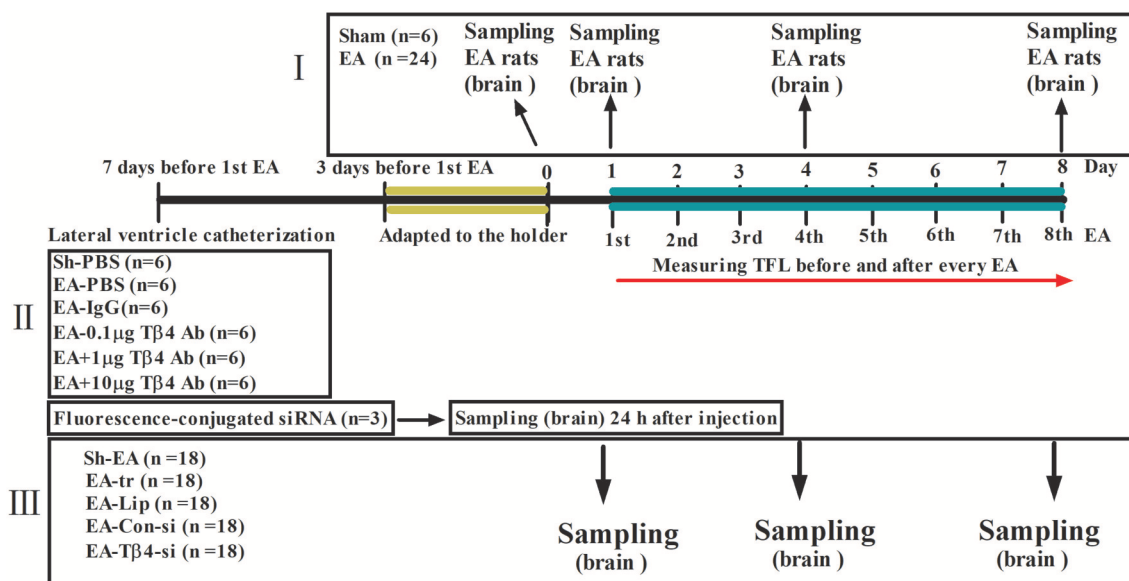 I
Sham (n=6)
EA (n =24)
Sampling
EA rats
(brain )
Sampling
EA rats
(brain )
Sampling
EA rats
(brain )
Sampling
EA rats
(brain )
7 days before 1st EA
3 days before 1st EA
0 1 2 3 4 5 6 7 8 Day
Lateral ventricle catheterization
Adapted to the holder
1st 2nd 3rd 4th 5th 6th 7th 8th EA
Measuring TFL before and after every EA
II
Sh-PBS (n=6)
EA-PBS (n=6)
EA-IgG(n=6)
EA-0.1μg Tβ4 Ab (n=6)
EA+1μg Tβ4 Ab (n=6)
EA+10μg Tβ4 Ab (n=6)
Fluorescence-conjugated siRNA (n=3)
Sampling (brain) 24 h after injection
III
Sh-EA (n =18)
EA-tr (n =18)
EA-Lip (n =18)
EA-Con-si (n =18)
EA-Tβ4-si (n =18)
Sampling
(brain )
Sampling
(brain )
Sampling
(brain )